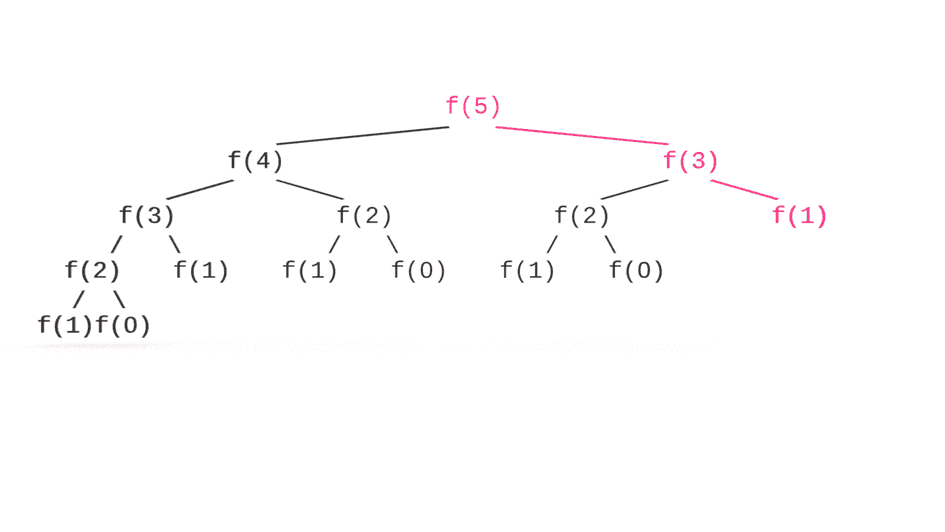 f(5)
f(4) f(3)
f(3) f(2) f(2) f(1)
f(2) f(1) f(1) f(0) f(1) f(0)
f(1)f(0)